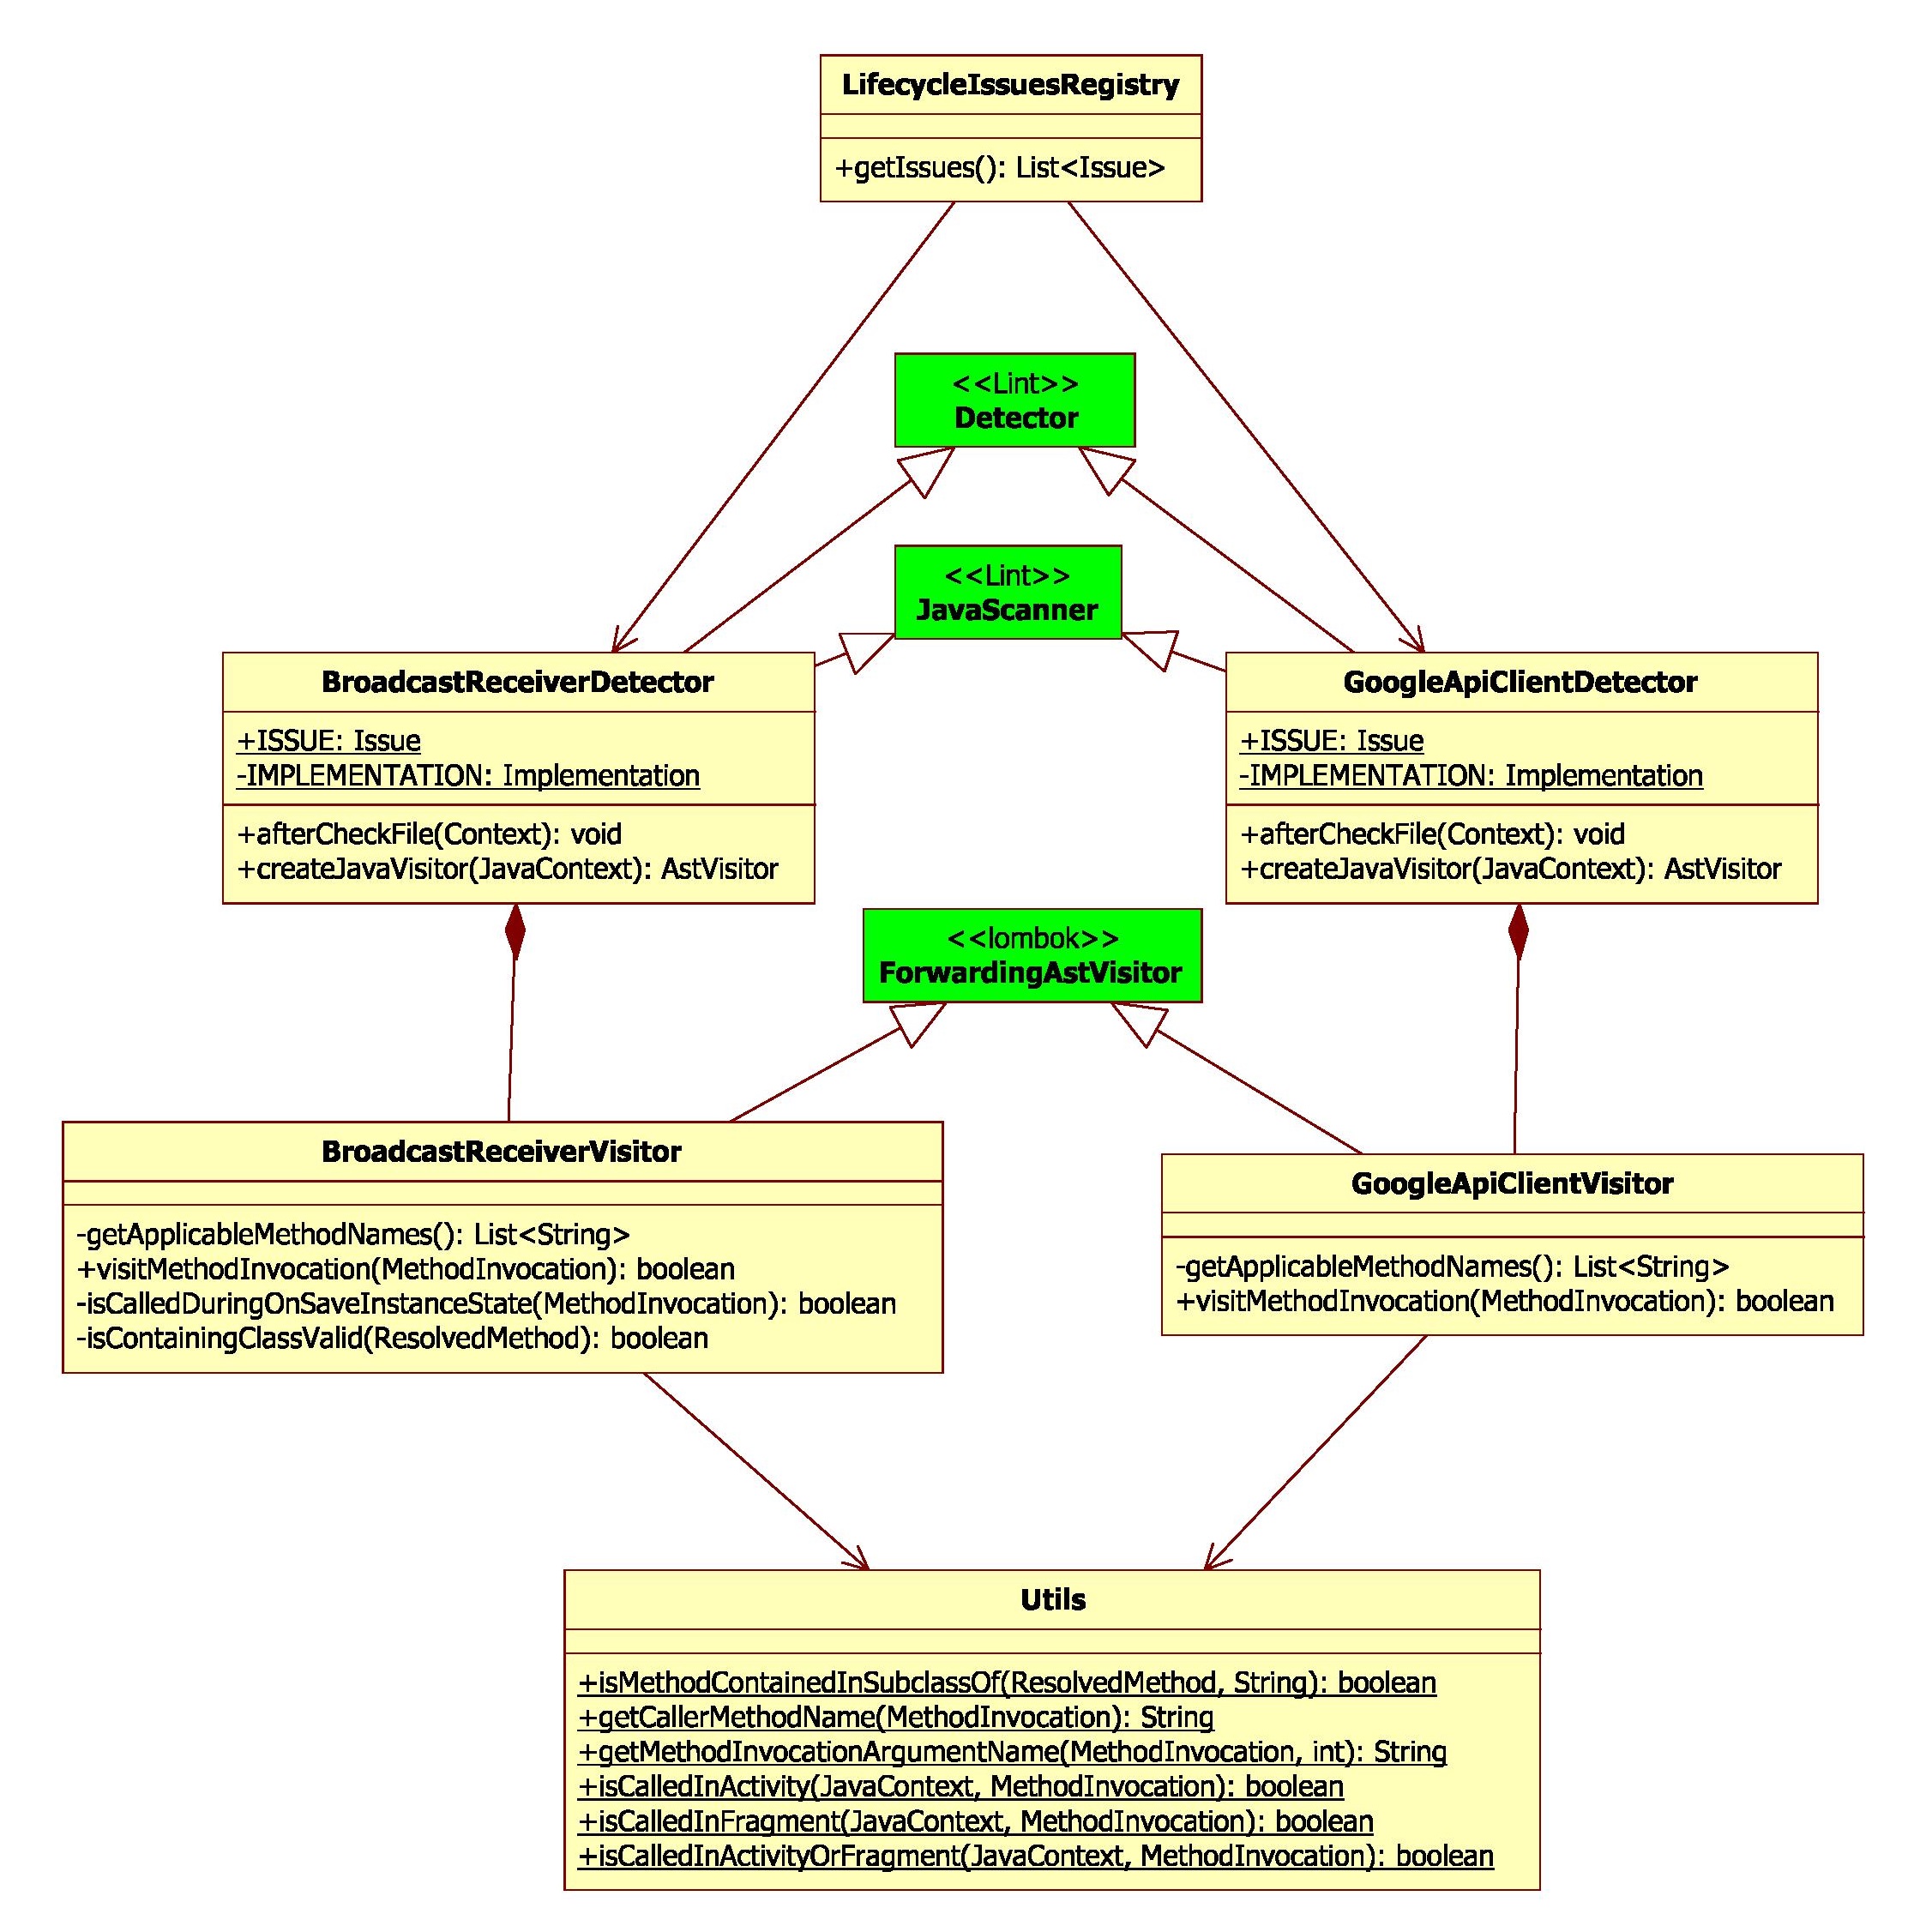 LifecycleIssuesRegistry
+getIssues(): List<Issue>
<<Lint>>
Detector
<<Lint>>
JavaScanner
BroadcastReceiverDetector
+ISSUE: Issue
-IMPLEMENTATION: Implementation
+afterCheckFile(Context): void
+createJavaVisitor(JavaContext): AstVisitor
GoogleApiClientDetector
+ISSUE: Issue
-IMPLEMENTATION: Implementation
+afterCheckFile(Context): void
+createJavaVisitor(JavaContext): AstVisitor
<<lombok>>
ForwardingAstVisitor
BroadcastReceiverVisitor
-getApplicableMethodNames(): List<String>
+visitMethodInvocation(MethodInvocation): boolean
-isCalledDuringOnSaveInstanceState(MethodInvocation): boolean
-isContainingClassValid(ResolvedMethod): boolean
GoogleApiClientVisitor
-getApplicableMethodNames(): List<String>
+visitMethodInvocation(MethodInvocation): boolean
Utils
+isMethodContainedInSubclassOf(ResolvedMethod, String): boolean
+getCallerMethodName(MethodInvocation): String
+getMethodInvocationArgumentName(MethodInvocation, int): String
+isCalledInActivity(JavaContext, MethodInvocation): boolean
+isCalledInFragment(JavaContext, MethodInvocation): boolean
+isCalledInActivityOrFragment(JavaContext, MethodInvocation): boolean